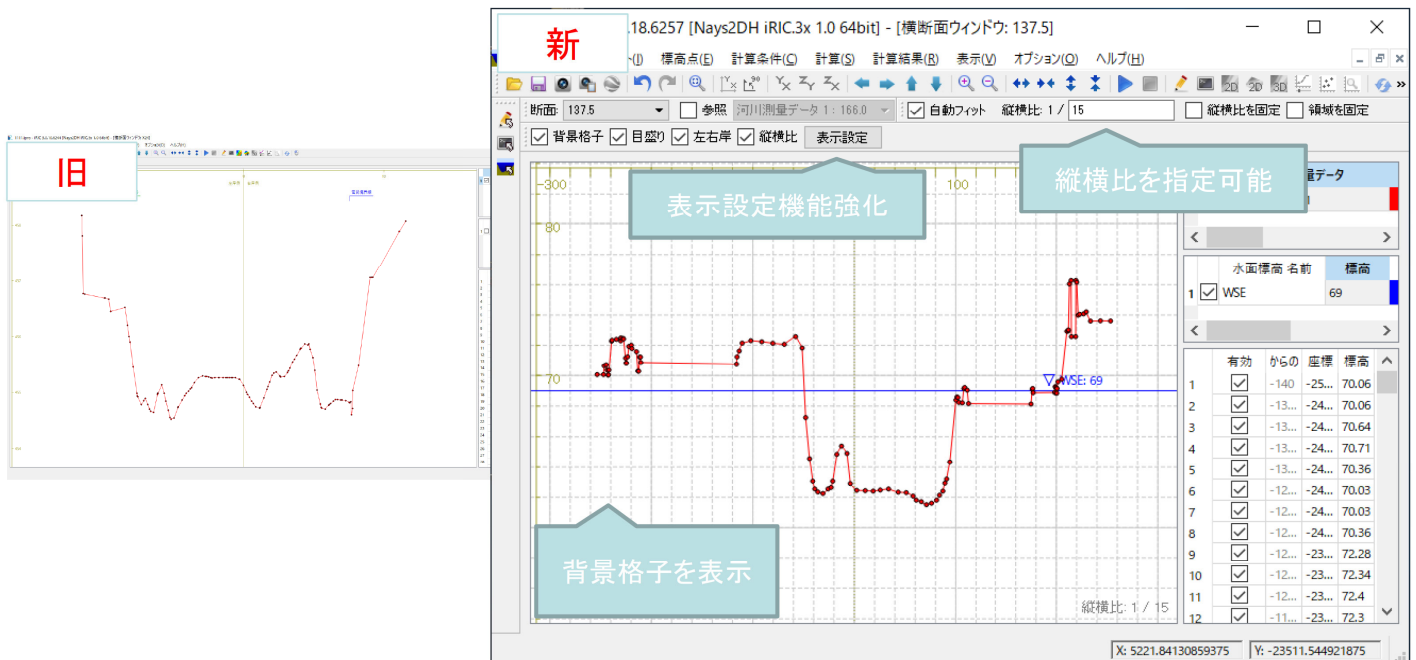 旧
新
.18.6257 [Nays2DH iRIC.3x 1.0 64bit] - [横断面ウィンドウ: 137.5]
(I) 標高点(E) 計算条件(C) 計算(S) 計算結果(R) 表示(V) オプション(O) ヘルプ(H)
断面: 137.5 参照 河川測量データ 1 : 166.0 自動フィット 縦横比: 1 / 15 縦横比を固定 領域を固定
背景格子 目盛り 左右岸 縦横比 表示設定
表示設定機能強化
縦横比を指定可能
背景格子を表示
-300
100
80
70
WSE: 69
縦横比: 1 / 15
量データ
水面標高 名前 標高
1 WSE 69
有効 からの 座標 標高
1 -140 -25... 70.06
2 -13... -24... 70.06
3 -13... -24... 70.64
4 -13... -24... 70.71
5 -13... -24... 70.36
6 -12... -24... 70.03
7 -12... -24... 70.03
8 -12... -24... 70.36
9 -12... -23... 72.28
10 -12... -23... 72.34
11 -12... -23... 72.4
12 -11... -23... 72.3
X: 5221.84130859375 Y: -23511.544921875